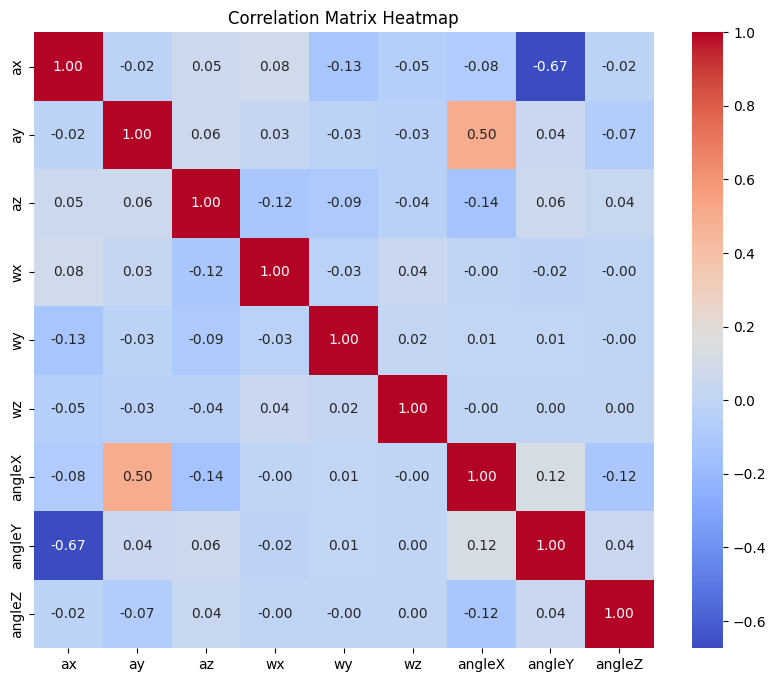 Correlation Matrix Heatmap
ax 1.00 -0.02 0.05 0.08 -0.13 -0.05 -0.08 -0.67 -0.02
ay -0.02 1.00 0.06 0.03 -0.03 -0.03 0.50 0.04 -0.07
az 0.05 0.06 1.00 -0.12 -0.09 -0.04 -0.14 0.06 0.04
wx 0.08 0.03 -0.12 1.00 -0.03 0.04 -0.00 -0.02 -0.00
wy -0.13 -0.03 -0.09 -0.03 1.00 0.02 0.01 0.01 -0.00
wz -0.05 -0.03 -0.04 0.04 0.02 1.00 -0.00 0.00 0.00
angleX -0.08 0.50 -0.14 -0.00 0.01 -0.00 1.00 0.12 -0.12
angleY -0.67 0.04 0.06 -0.02 0.01 0.00 0.12 1.00 0.04
angleZ -0.02 -0.07 0.04 -0.00 -0.00 0.00 -0.12 0.04 1.00
ax ay az wx wy wz angleX angleY angleZ
1.0
0.8
0.6
0.4
0.2
0.0
−0.2
−0.4
−0.6